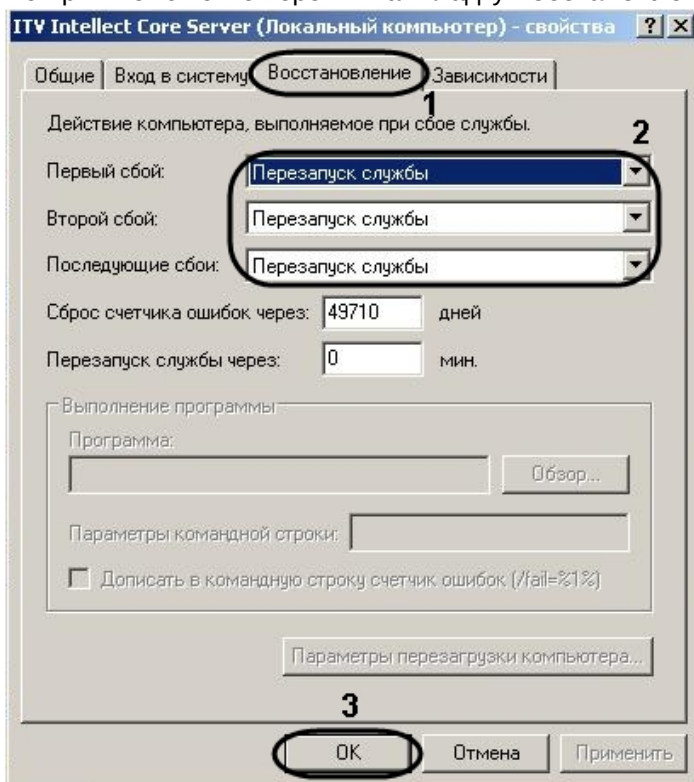 ITV Intellect Core Server (Локальный компьютер) - свойства ? X
Общие Вход в систему Восстановление Зависимости
1
Действие компьютера, выполняемое при сбое службы.
2
Первый сбой: Перезапуск службы
Второй сбой: Перезапуск службы
Последующие сбои: Перезапуск службы
Сброс счетчика ошибок через: 49710 дней
Перезапуск службы через: 0 мин.
Выполнение программы
Программа:
Обзор...
Параметры командной строки:
Дописать в командную строку счетчик ошибок (/fail=%1%)
Параметры перезагрузки компьютера...
3
OK Отмена Применить